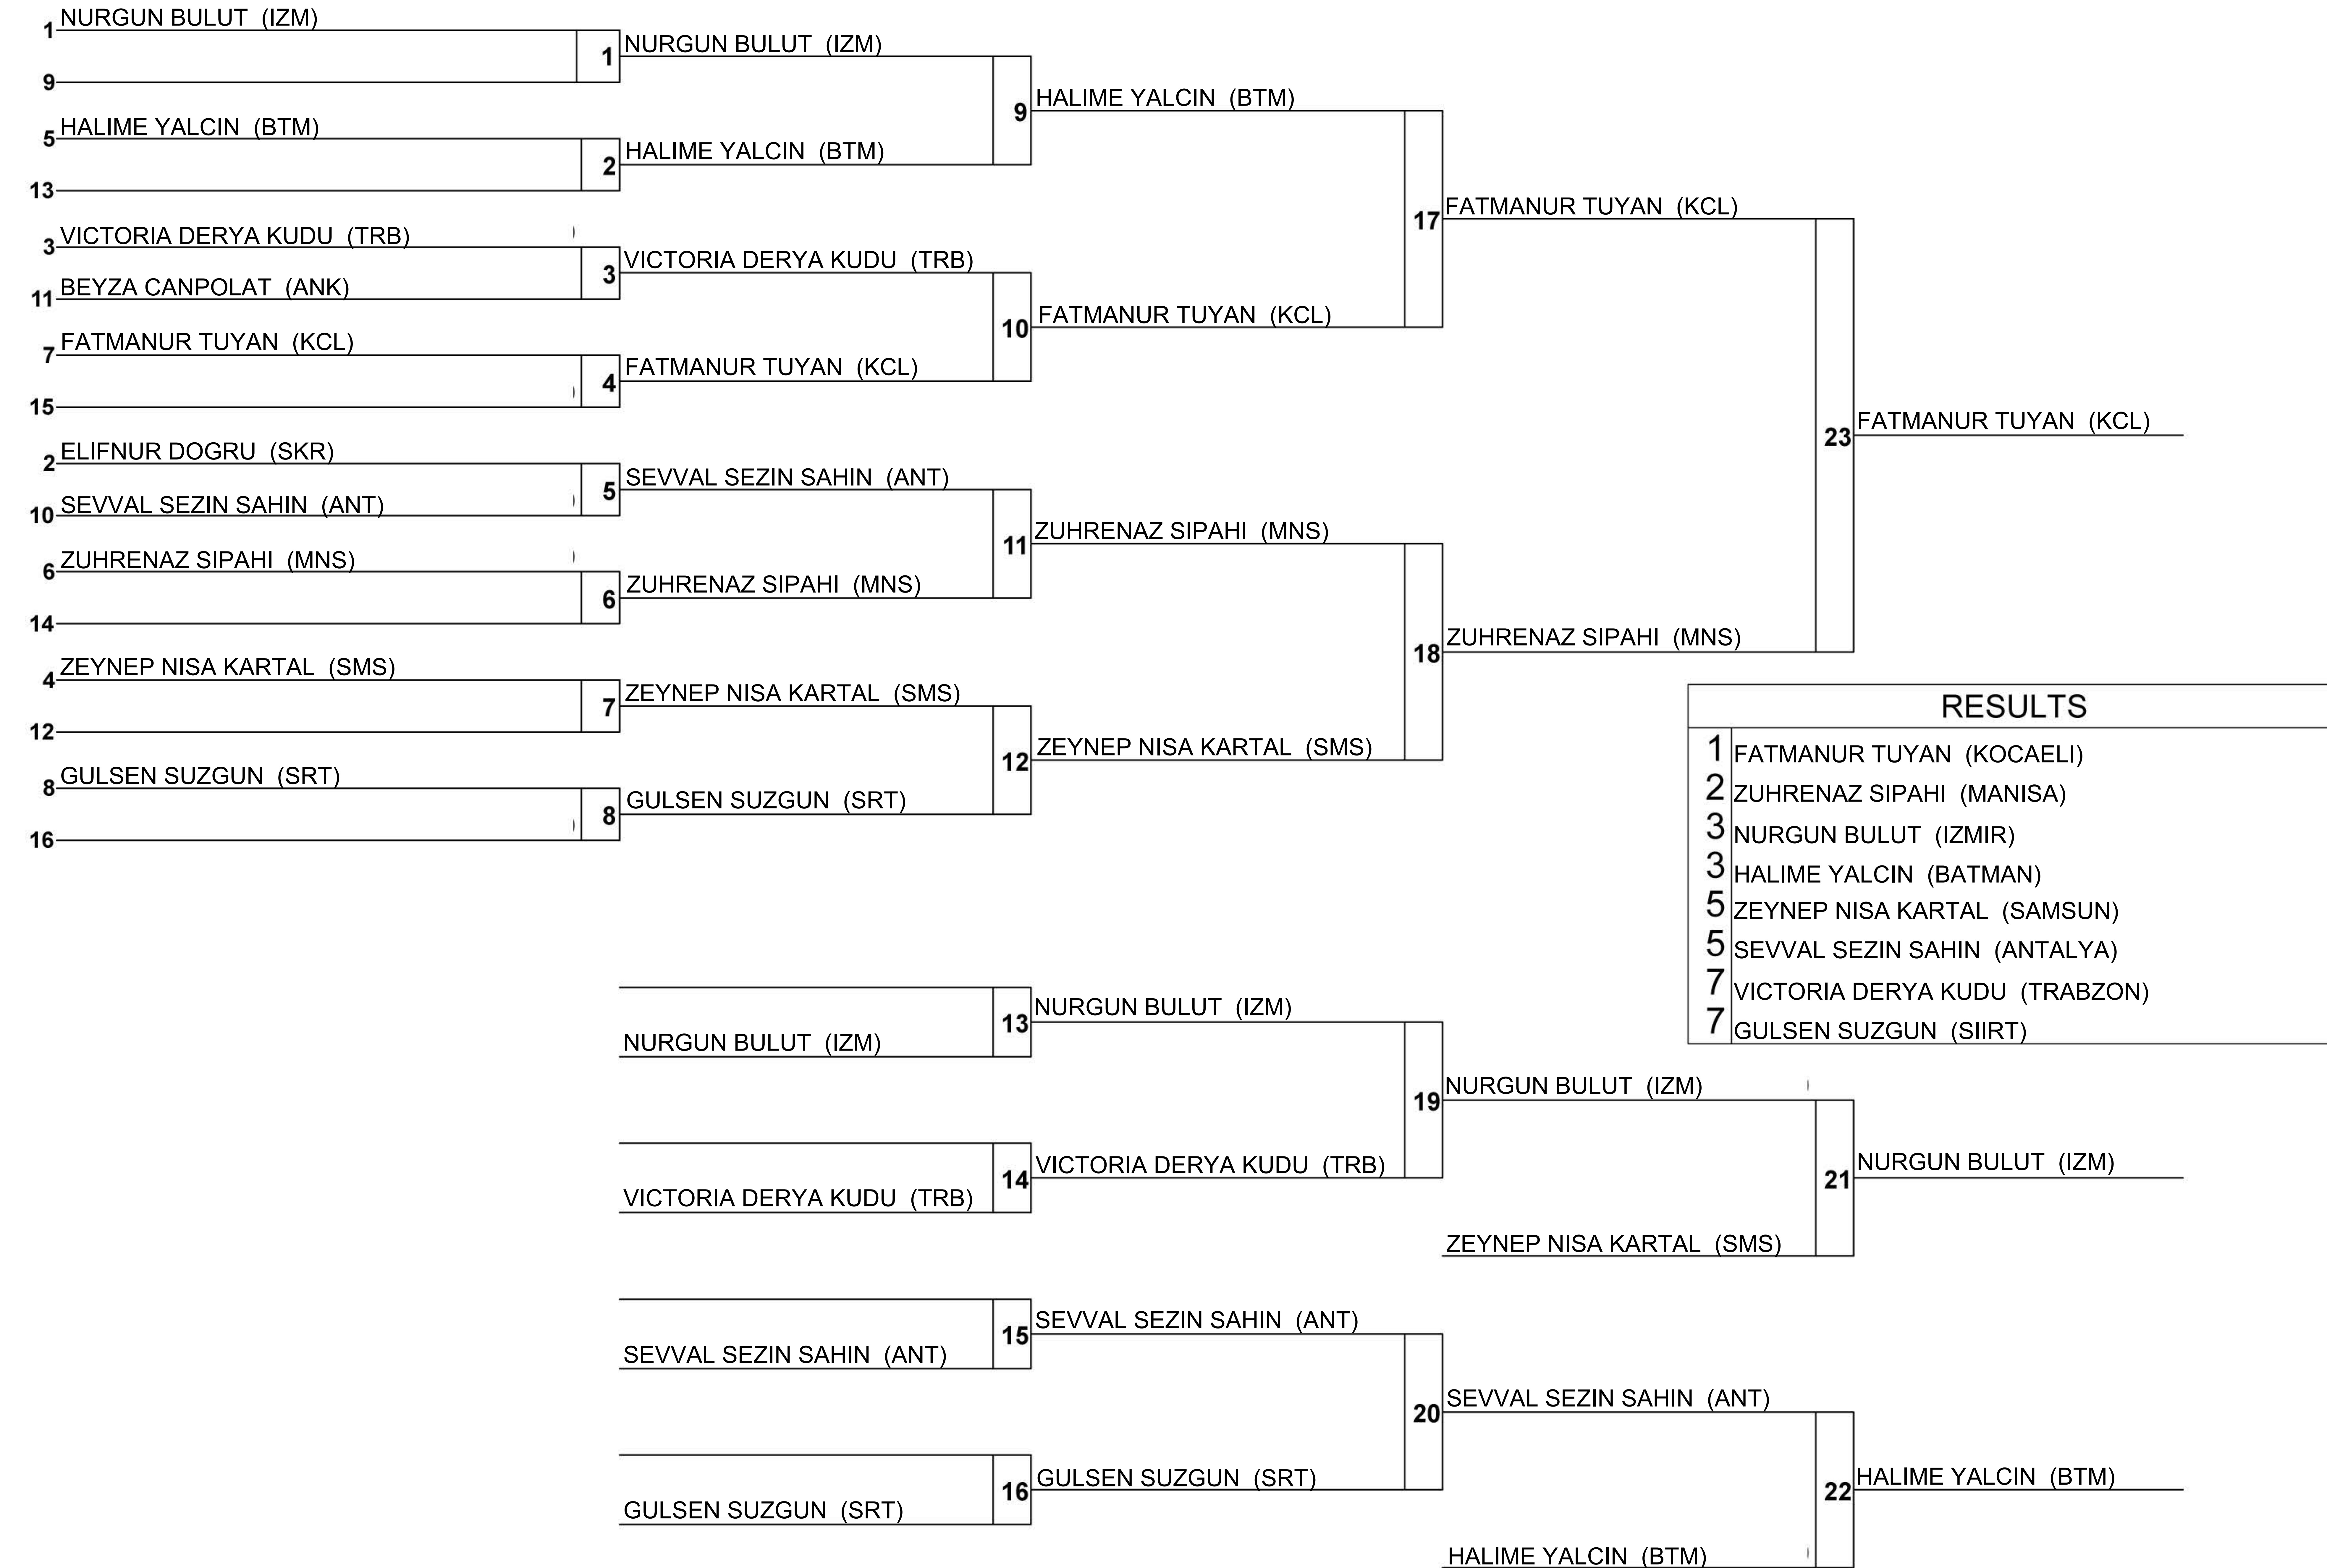 1 NURGUN BULUT (IZM)
9
1 NURGUN BULUT (IZM)
5 HALIME YALCIN (BTM)
13
2 HALIME YALCIN (BTM)
9 HALIME YALCIN (BTM)
3 VICTORIA DERYA KUDU (TRB)
11 BEYZA CANPOLAT (ANK)
3 VICTORIA DERYA KUDU (TRB)
7 FATMANUR TUYAN (KCL)
15
4 FATMANUR TUYAN (KCL)
10 FATMANUR TUYAN (KCL)
17 FATMANUR TUYAN (KCL)
2 ELIFNUR DOGRU (SKR)
10 SEVVAL SEZIN SAHIN (ANT)
5 SEVVAL SEZIN SAHIN (ANT)
6 ZUHRENAZ SIPAHI (MNS)
14
6 ZUHRENAZ SIPAHI (MNS)
11 ZUHRENAZ SIPAHI (MNS)
4 ZEYNEP NISA KARTAL (SMS)
12
7 ZEYNEP NISA KARTAL (SMS)
8 GULSEN SUZGUN (SRT)
16
8 GULSEN SUZGUN (SRT)
12 ZEYNEP NISA KARTAL (SMS)
18 ZUHRENAZ SIPAHI (MNS)
23 FATMANUR TUYAN (KCL)
RESULTS
1 FATMANUR TUYAN (KOCAELI)
2 ZUHRENAZ SIPAHI (MANISA)
3 NURGUN BULUT (IZMIR)
3 HALIME YALCIN (BATMAN)
5 ZEYNEP NISA KARTAL (SAMSUN)
5 SEVVAL SEZIN SAHIN (ANTALYA)
7 VICTORIA DERYA KUDU (TRABZON)
7 GULSEN SUZGUN (SIIRT)
NURGUN BULUT (IZM)
13 NURGUN BULUT (IZM)
VICTORIA DERYA KUDU (TRB)
14 VICTORIA DERYA KUDU (TRB)
19 NURGUN BULUT (IZM)
ZEYNEP NISA KARTAL (SMS)
21 NURGUN BULUT (IZM)
SEVVAL SEZIN SAHIN (ANT)
15 SEVVAL SEZIN SAHIN (ANT)
GULSEN SUZGUN (SRT)
16 GULSEN SUZGUN (SRT)
20 SEVVAL SEZIN SAHIN (ANT)
HALIME YALCIN (BTM)
22 HALIME YALCIN (BTM)